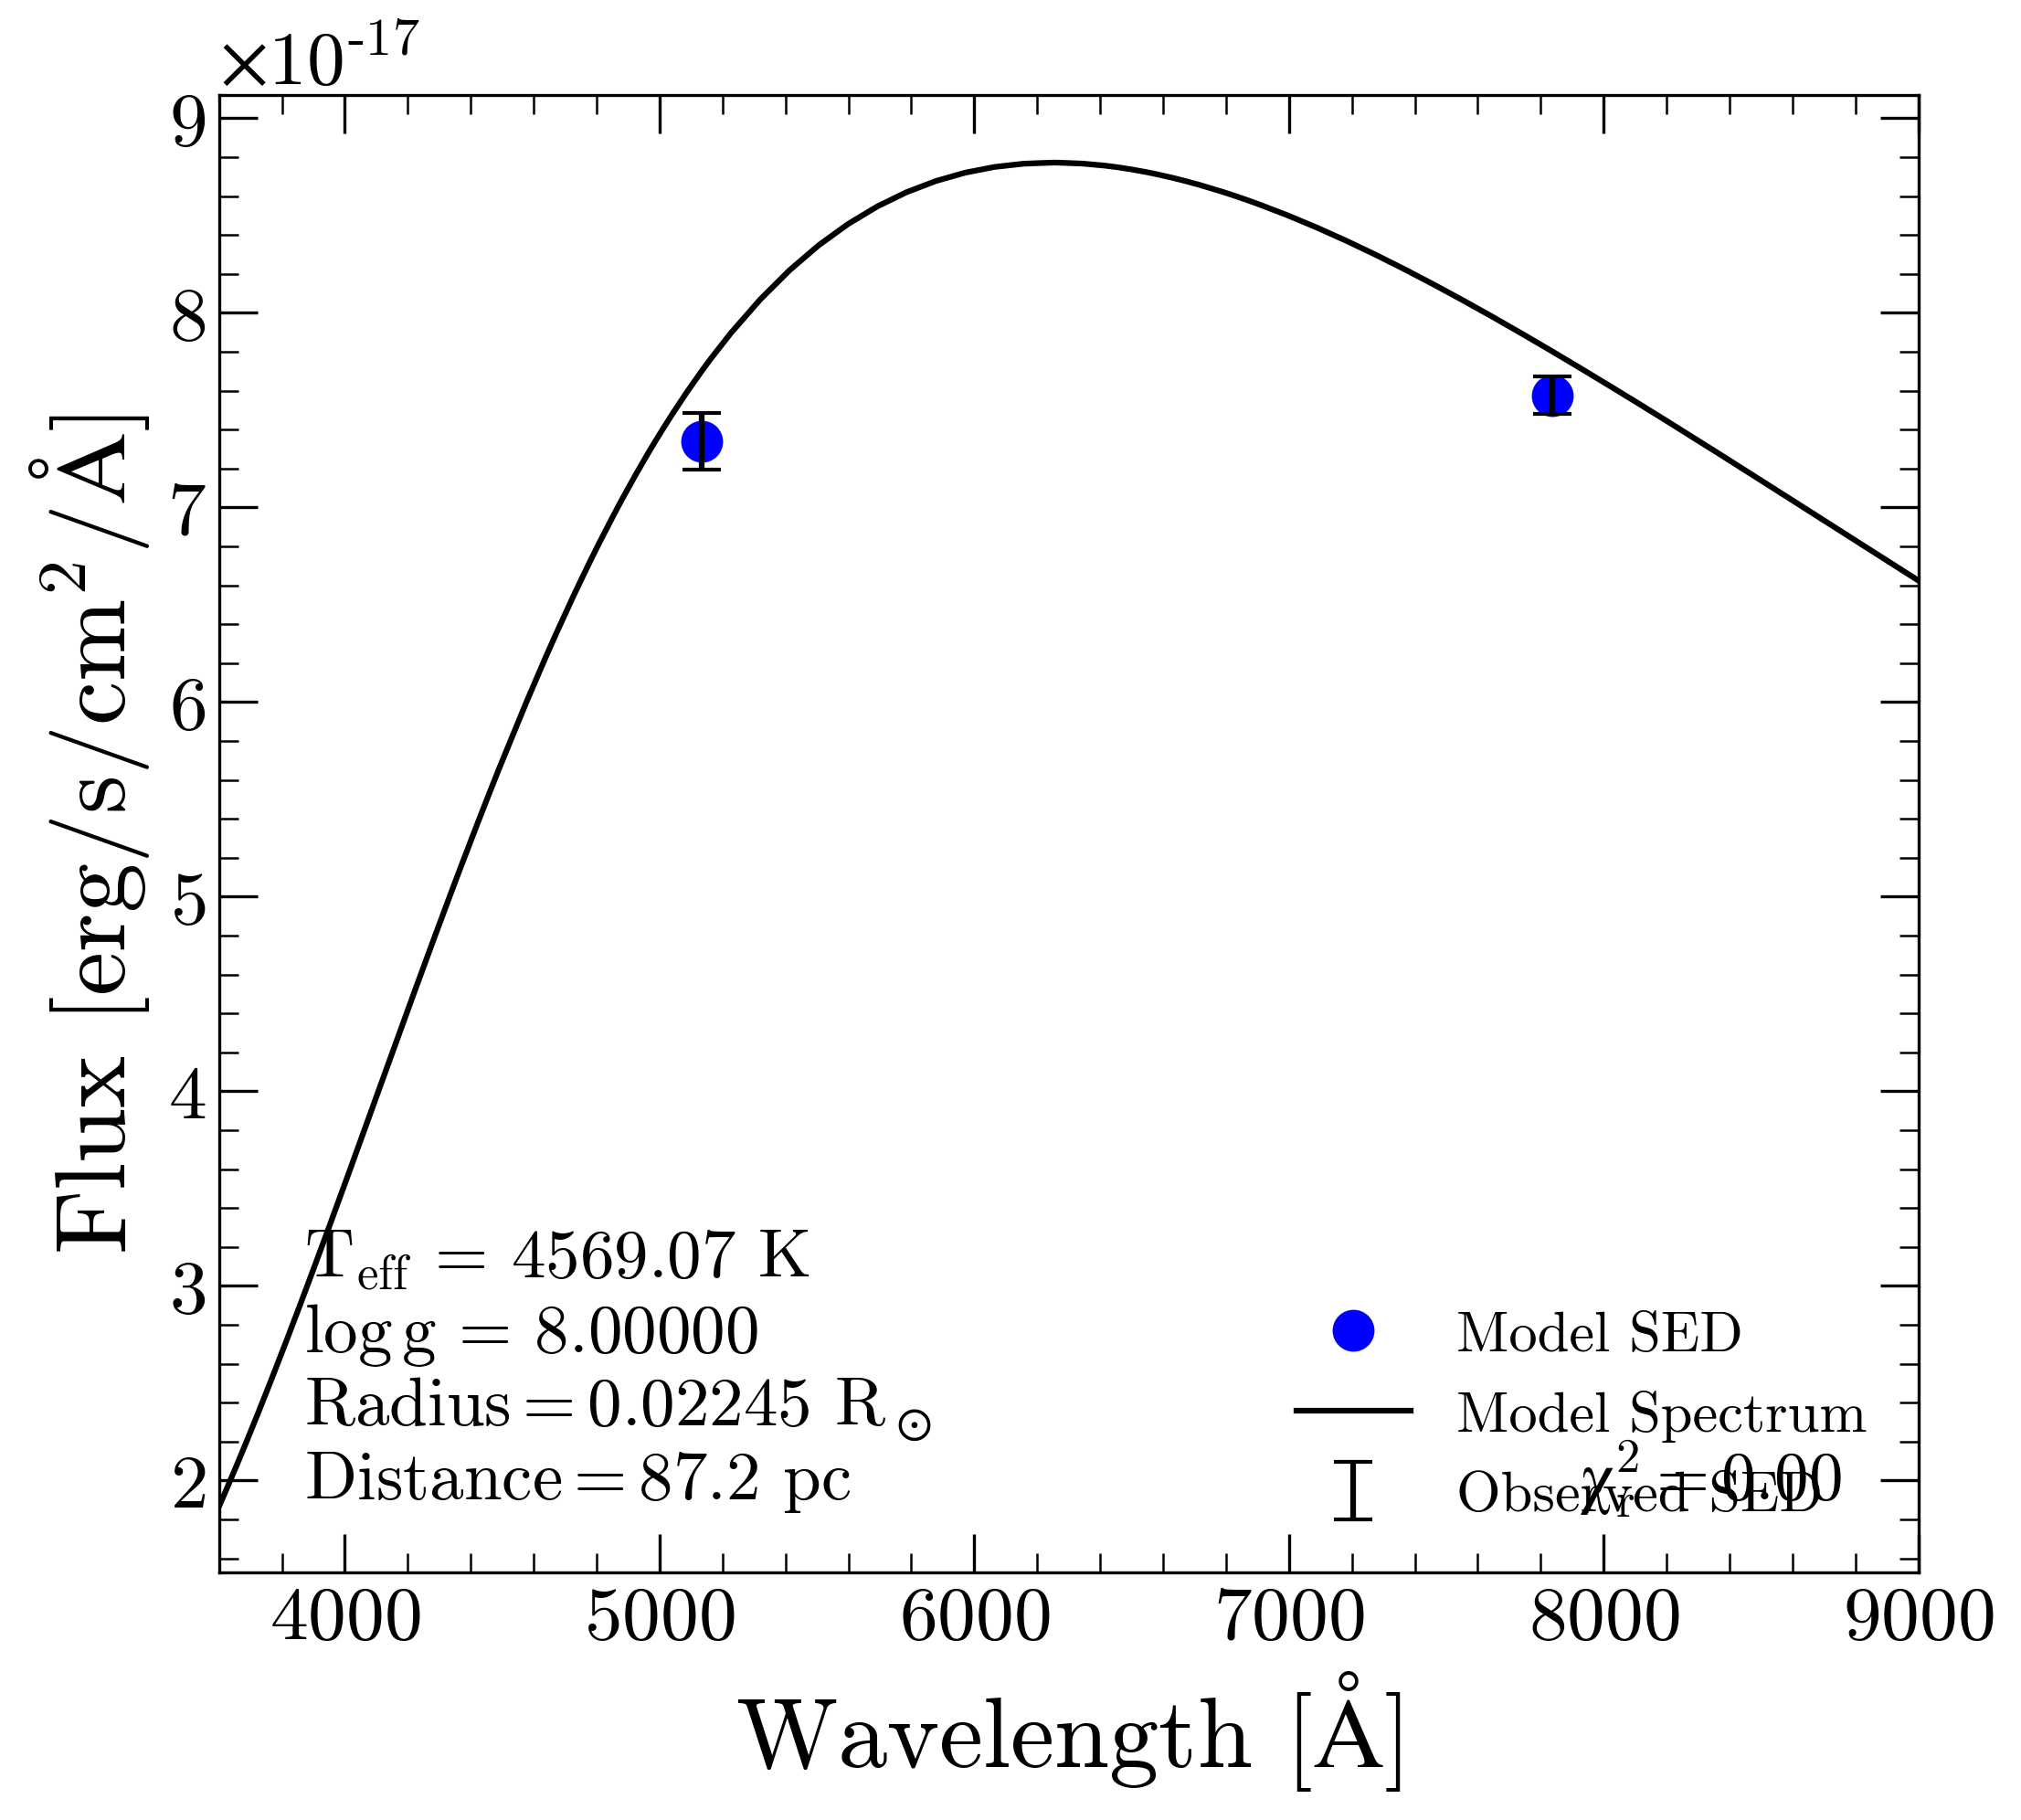 ×10⁻¹⁷
9
8
7
6
5
4
3
2
Flux [erg/s/cm²/Å]
T_eff = 4569.07 K
log g = 8.00000
Radius = 0.02245 R_⊙
Distance = 87.2 pc
Model SED
Model Spectrum
Observed SED
χ²_r = 0.00
4000 5000 6000 7000 8000 9000
Wavelength [Å]